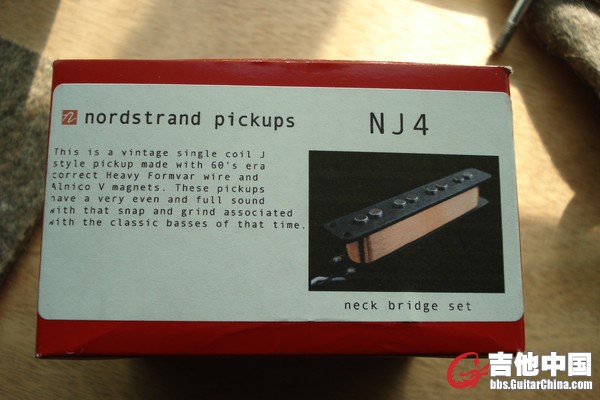 nordstrand pickups
NJ4
This is a vintage single coil J
style pickup made with 60's era
correct Heavy Formvar wire and
Alnico V magnets. These pickups
have a very even and full sound
with that snap and grind associated
with the classic basses of that time.
neck bridge set
吉他中国
bbs.GuitarChina.com